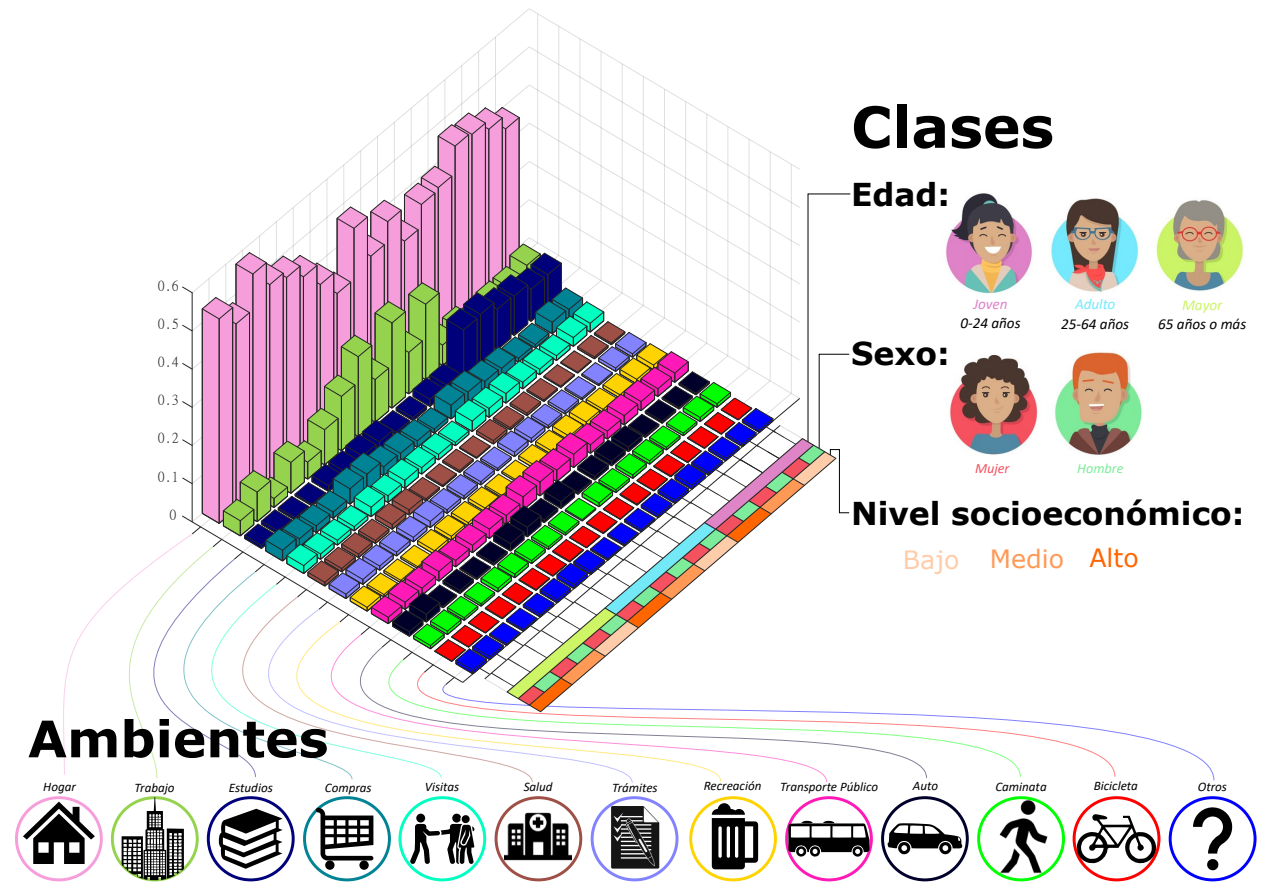 Clases
Edad:
Joven
Adulto
Mayor
0-24 años
25-64 años
65 años o más
Sexo:
Mujer
Hombre
Nivel socioeconómico:
Bajo
Medio
Alto
0.6
0.5
0.4
0.3
0.2
0.1
0
Ambientes
Hogar
Trabajo
Estudios
Compras
Visitas
Salud
Trámites
Recreación
Transporte Público
Auto
Caminata
Bicicleta
Otros
?